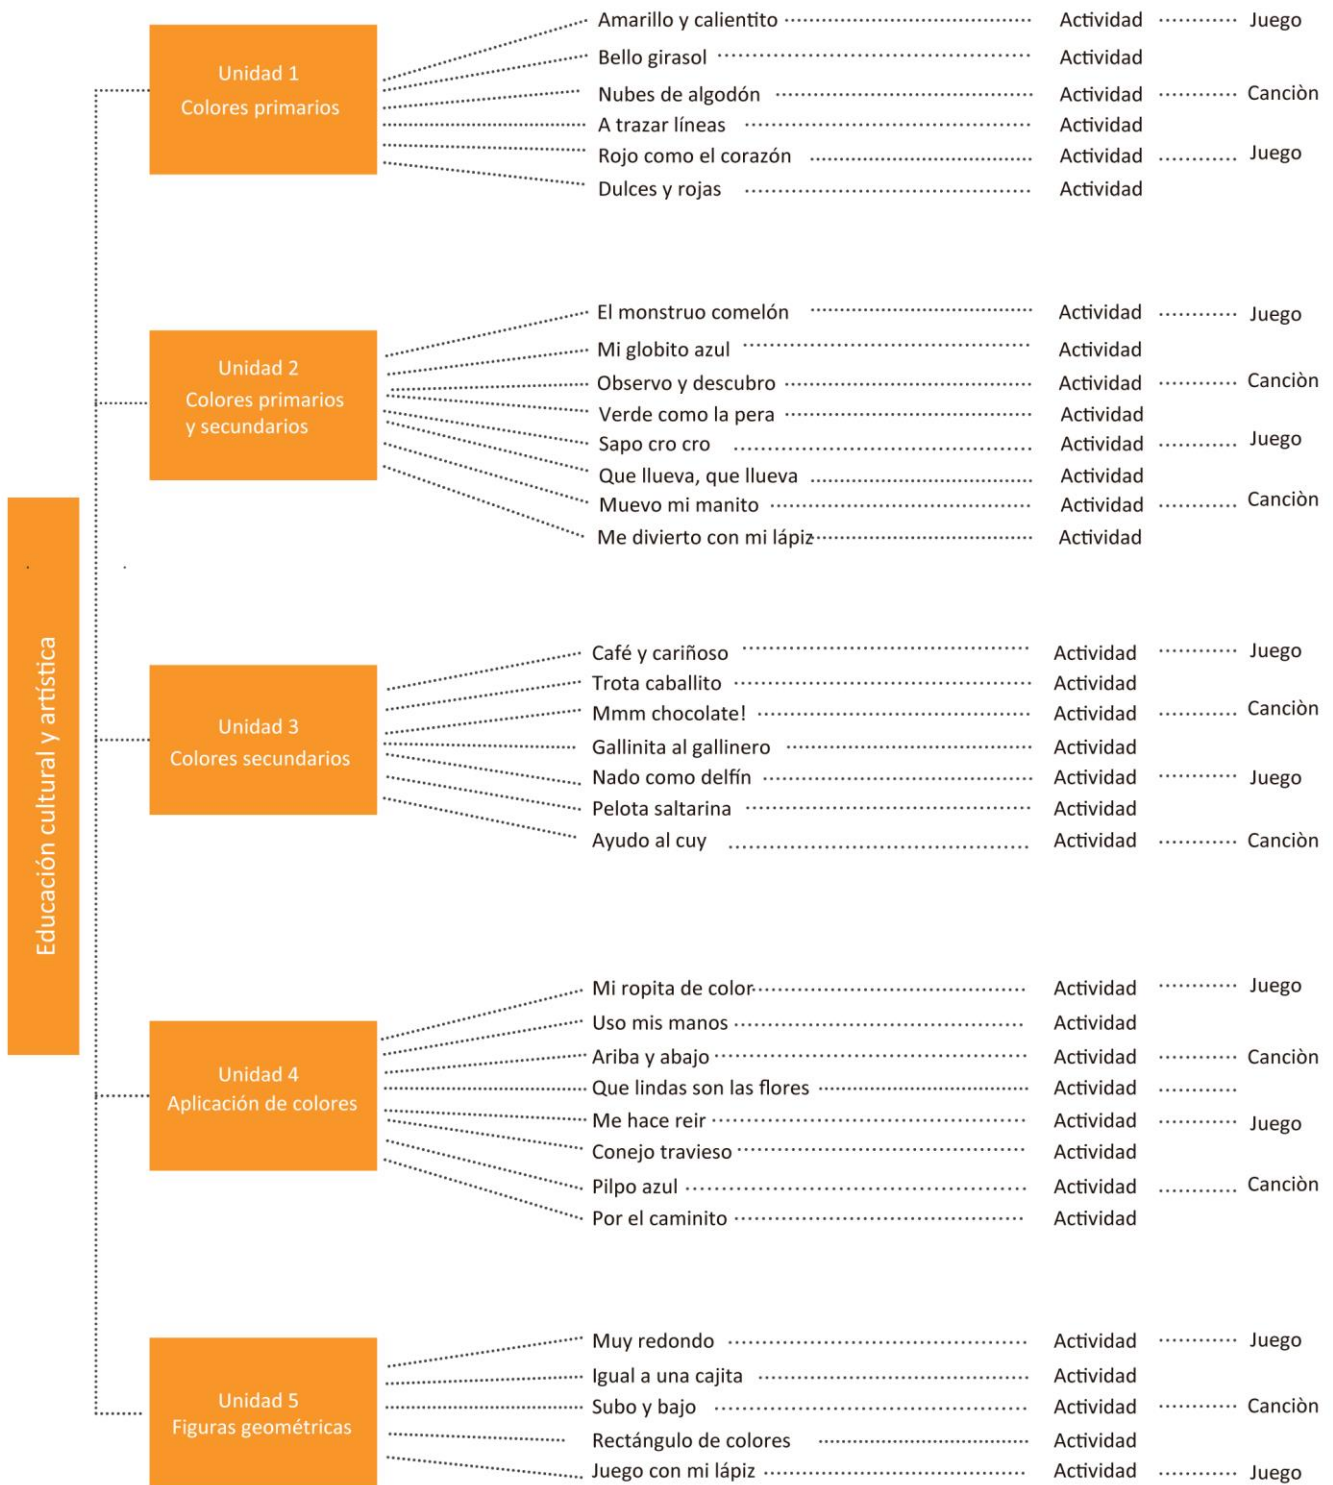 Educación cultural y artística
Unidad 1
Colores primarios
Amarillo y calientito Actividad Juego
Bello girasol Actividad
Nubes de algodón Actividad Canciòn
A trazar líneas Actividad
Rojo como el corazón Actividad Juego
Dulces y rojas Actividad
Unidad 2
Colores primarios
y secundarios
El monstruo comelón Actividad Juego
Mi globito azul Actividad
Observo y descubro Actividad Canciòn
Verde como la pera Actividad
Sapo cro cro Actividad Juego
Que llueva, que llueva Actividad
Muevo mi manito Actividad Canciòn
Me divierto con mi lápiz Actividad
Unidad 3
Colores secundarios
Café y cariñoso Actividad Juego
Trota caballito Actividad
Mmm chocolate! Actividad Canciòn
Gallinita al gallinero Actividad
Nado como delfín Actividad Juego
Pelota saltarina Actividad
Ayudo al cuy Actividad Canciòn
Unidad 4
Aplicación de colores
Mi ropita de color Actividad Juego
Uso mis manos Actividad
Ariba y abajo Actividad Canciòn
Que lindas son las flores Actividad
Me hace reir Actividad Juego
Conejo travieso Actividad
Pilpo azul Actividad Canciòn
Por el caminito Actividad
Unidad 5
Figuras geométricas
Muy redondo Actividad Juego
Igual a una cajita Actividad
Subo y bajo Actividad Canciòn
Rectángulo de colores Actividad
Juego con mi lápiz Actividad Juego